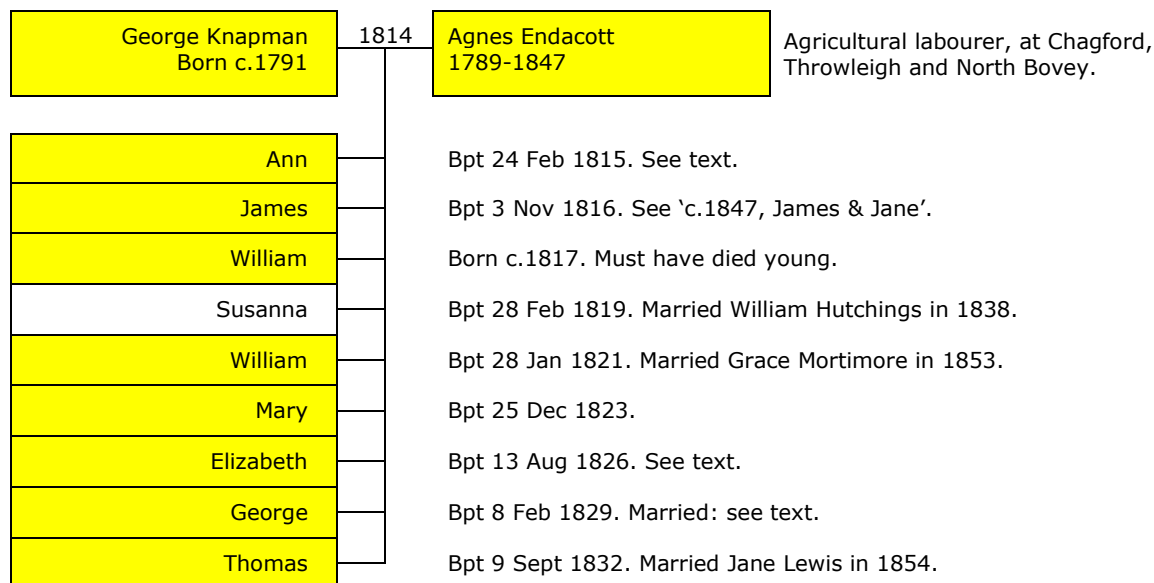 George Knapman
Born c.1791
1814
Agnes Endacott
1789-1847
Agricultural labourer, at Chagford,
Throwleigh and North Bovey.
Ann
Bpt 24 Feb 1815. See text.
James
Bpt 3 Nov 1816. See ‘c.1847, James & Jane’.
William
Born c.1817. Must have died young.
Susanna
Bpt 28 Feb 1819. Married William Hutchings in 1838.
William
Bpt 28 Jan 1821. Married Grace Mortimore in 1853.
Mary
Bpt 25 Dec 1823.
Elizabeth
Bpt 13 Aug 1826. See text.
George
Bpt 8 Feb 1829. Married: see text.
Thomas
Bpt 9 Sept 1832. Married Jane Lewis in 1854.